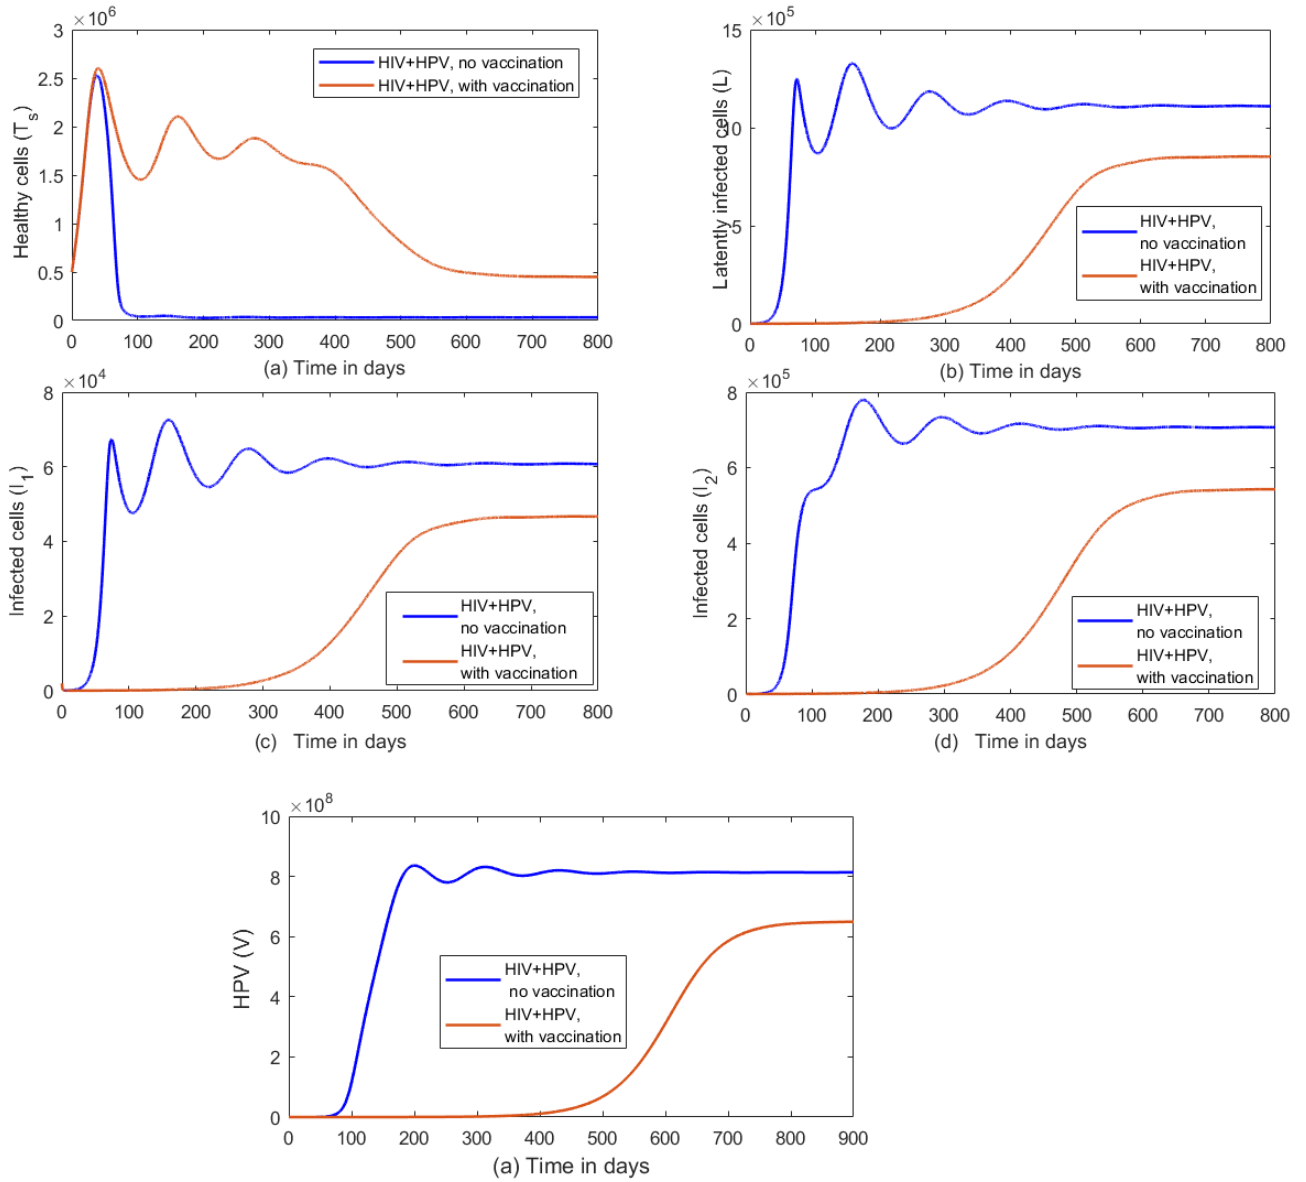 ×10^6
3
2.5
2
1.5
1
0.5
0
Healthy cells (T_s)
HIV+HPV, no vaccination
HIV+HPV, with vaccination
0 100 200 300 400 500 600 700 800
(a) Time in days
×10^5
15
10
5
0
Latently infected cells (L)
HIV+HPV,
no vaccination
HIV+HPV,
with vaccination
0 100 200 300 400 500 600 700 800
(b) Time in days
×10^4
8
6
4
2
0
Infected cells (I_1)
HIV+HPV,
no vaccination
HIV+HPV,
with vaccination
0 100 200 300 400 500 600 700 800
(c) Time in days
×10^5
8
6
4
2
0
Infected cells (I_2)
HIV+HPV,
no vaccination
HIV+HPV,
with vaccination
0 100 200 300 400 500 600 700 800
(d) Time in days
×10^8
10
8
6
4
2
0
HPV (V)
HIV+HPV,
no vaccination
HIV+HPV,
with vaccination
0 100 200 300 400 500 600 700 800 900
(a) Time in days